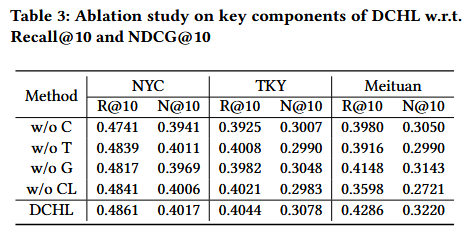 Table 3: Ablation study on key components of DCHL w.r.t.
Recall@10 and NDCG@10
Method NYC TKY Meituan
R@10 N@10 R@10 N@10 R@10 N@10
w/o C 0.4741 0.3941 0.3925 0.3007 0.3980 0.3050
w/o T 0.4839 0.4011 0.4008 0.2990 0.3916 0.2990
w/o G 0.4817 0.3969 0.3982 0.3048 0.4148 0.3143
w/o CL 0.4841 0.4006 0.4021 0.2983 0.3598 0.2721
DCHL 0.4861 0.4017 0.4044 0.3078 0.4286 0.3220